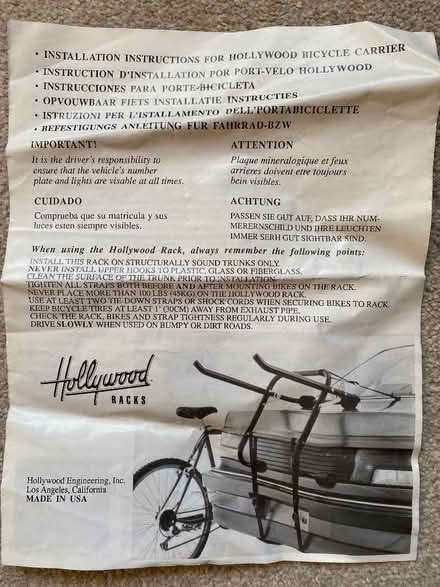 • INSTALLATION INSTRUCTIONS FOR HOLLYWOOD BICYCLE CARRIER
• INSTRUCTION D'INSTALLATION POR PORT-VELO HOLLYWOOD
• INSTRUCCIONES PARA PORTE-BICICLETA
• OPVOUWBAAR FIETS INSTALLATIE INSTRUCTIES
• ISTRUZIONI PER L'ISTALLAMENTO DELL'PORTABICICLETTE
• BEFESTIGUNGS ANLEITUNG FUR FAHRRAD-BZW
IMPORTANT!
It is the driver's responsibility to
ensure that the vehicle's number
plate and lights are visable at all times.
ATTENTION
Plaque mineralogique et feux
arrieres doivent etre toujours
bein visibles.
CUIDADO
Comprueba que su matricula y sus
luces esten siempre visibles.
ACHTUNG
PASSEN SIE GUT AUF, DASS IHR NUM-
MERERNSCHILD UND IHRE LEUCHTEN
IMMER SERH GUT SIGHTBAR SIND.
When using the Hollywood Rack, always remember the following points:
INSTALL THIS RACK ON STRUCTURALLY SOUND TRUNKS ONLY.
NEVER INSTALL UPPER HOOKS TO PLASTIC, GLASS OR FIBERGLASS.
CLEAN THE SURFACE OF THE TRUNK PRIOR TO INSTALLATION.
TIGHTEN ALL STRAPS BOTH BEFORE AND AFTER MOUNTING BIKES ON THE RACK.
NEVER PLACE MORE THAN 100 LBS (45KG) ON THE HOLLYWOOD RACK.
USE AT LEAST TWO TIE DOWN STRAPS OR SHOCK CORDS WHEN SECURING BIKES TO RACK.
KEEP BICYCLE TIRES AT LEAST 1' (30CM) AWAY FROM EXHAUST PIPE.
CHECK THE RACK, BIKES AND STRAP TIGHTNESS REGULARLY DURING USE.
DRIVE SLOWLY WHEN USED ON BUMPY OR DIRT ROADS.
Hollywood
RACKS
Hollywood Engineering, Inc.
Los Angeles, California
MADE IN USA